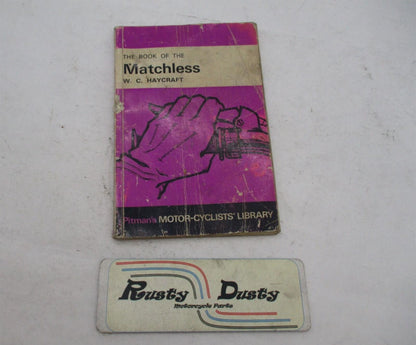 THE BOOK OF THE
Matchless
W. C. HAYCRAFT
Pitman's MOTOR-CYCLISTS' LIBRARY
Rusty Dusty
Motorcycle Parts